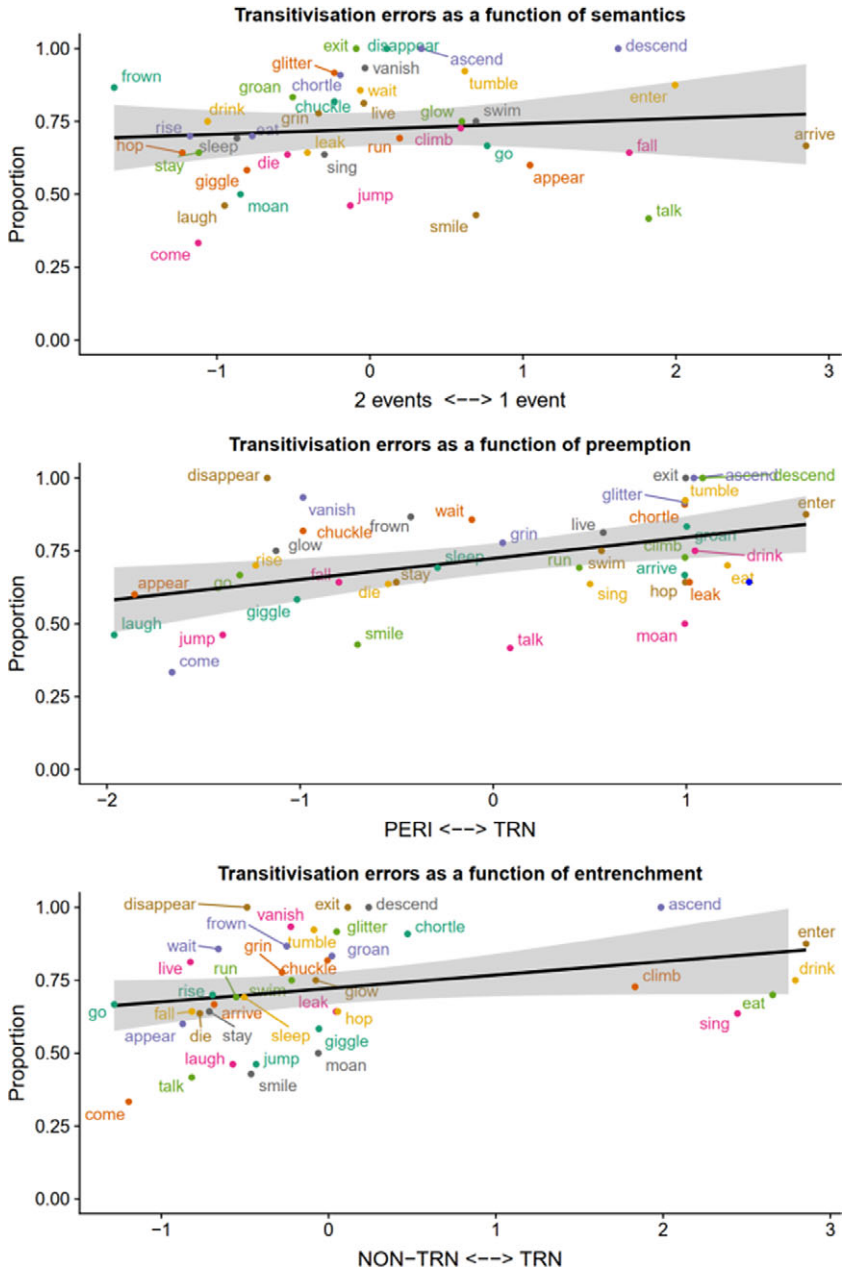 Transitivisation errors as a function of semantics
1.00
0.75
0.50
0.25
0.00
Proportion
exit disappear ascend descend
glitter vanish
frown chortle tumble
groan wait enter
drink chuckle live glow swim
grin
rise eat climb arrive
hop sleep leak run go fall
stay die sing
giggle appear
moan jump
laugh smile talk
come
−1 0 1 2 3
2 events <−−> 1 event
Transitivisation errors as a function of preemption
1.00
0.75
0.50
0.25
0.00
Proportion
disappear exit ascend descend
tumble
vanish glitter enter
frown wait chortle
chuckle live groan
glow grin climb drink
rise sleep run swim
go fall stay arrive eat
appear die sing hop leak
giggle
laugh
jump smile talk moan
come
−2 −1 0 1
PERI <−−> TRN
Transitivisation errors as a function of entrenchment
1.00
0.75
0.50
0.25
0.00
Proportion
disappear exit descend ascend
vanish
frown glitter chortle
tumble enter
wait grin groan
live chuckle climb drink
run
rise swim glow
go leak eat
fall arrive hop sing
appear die stay sleep giggle
laugh jump moan
talk smile
come
−1 0 1 2 3
NON−TRN <−−> TRN